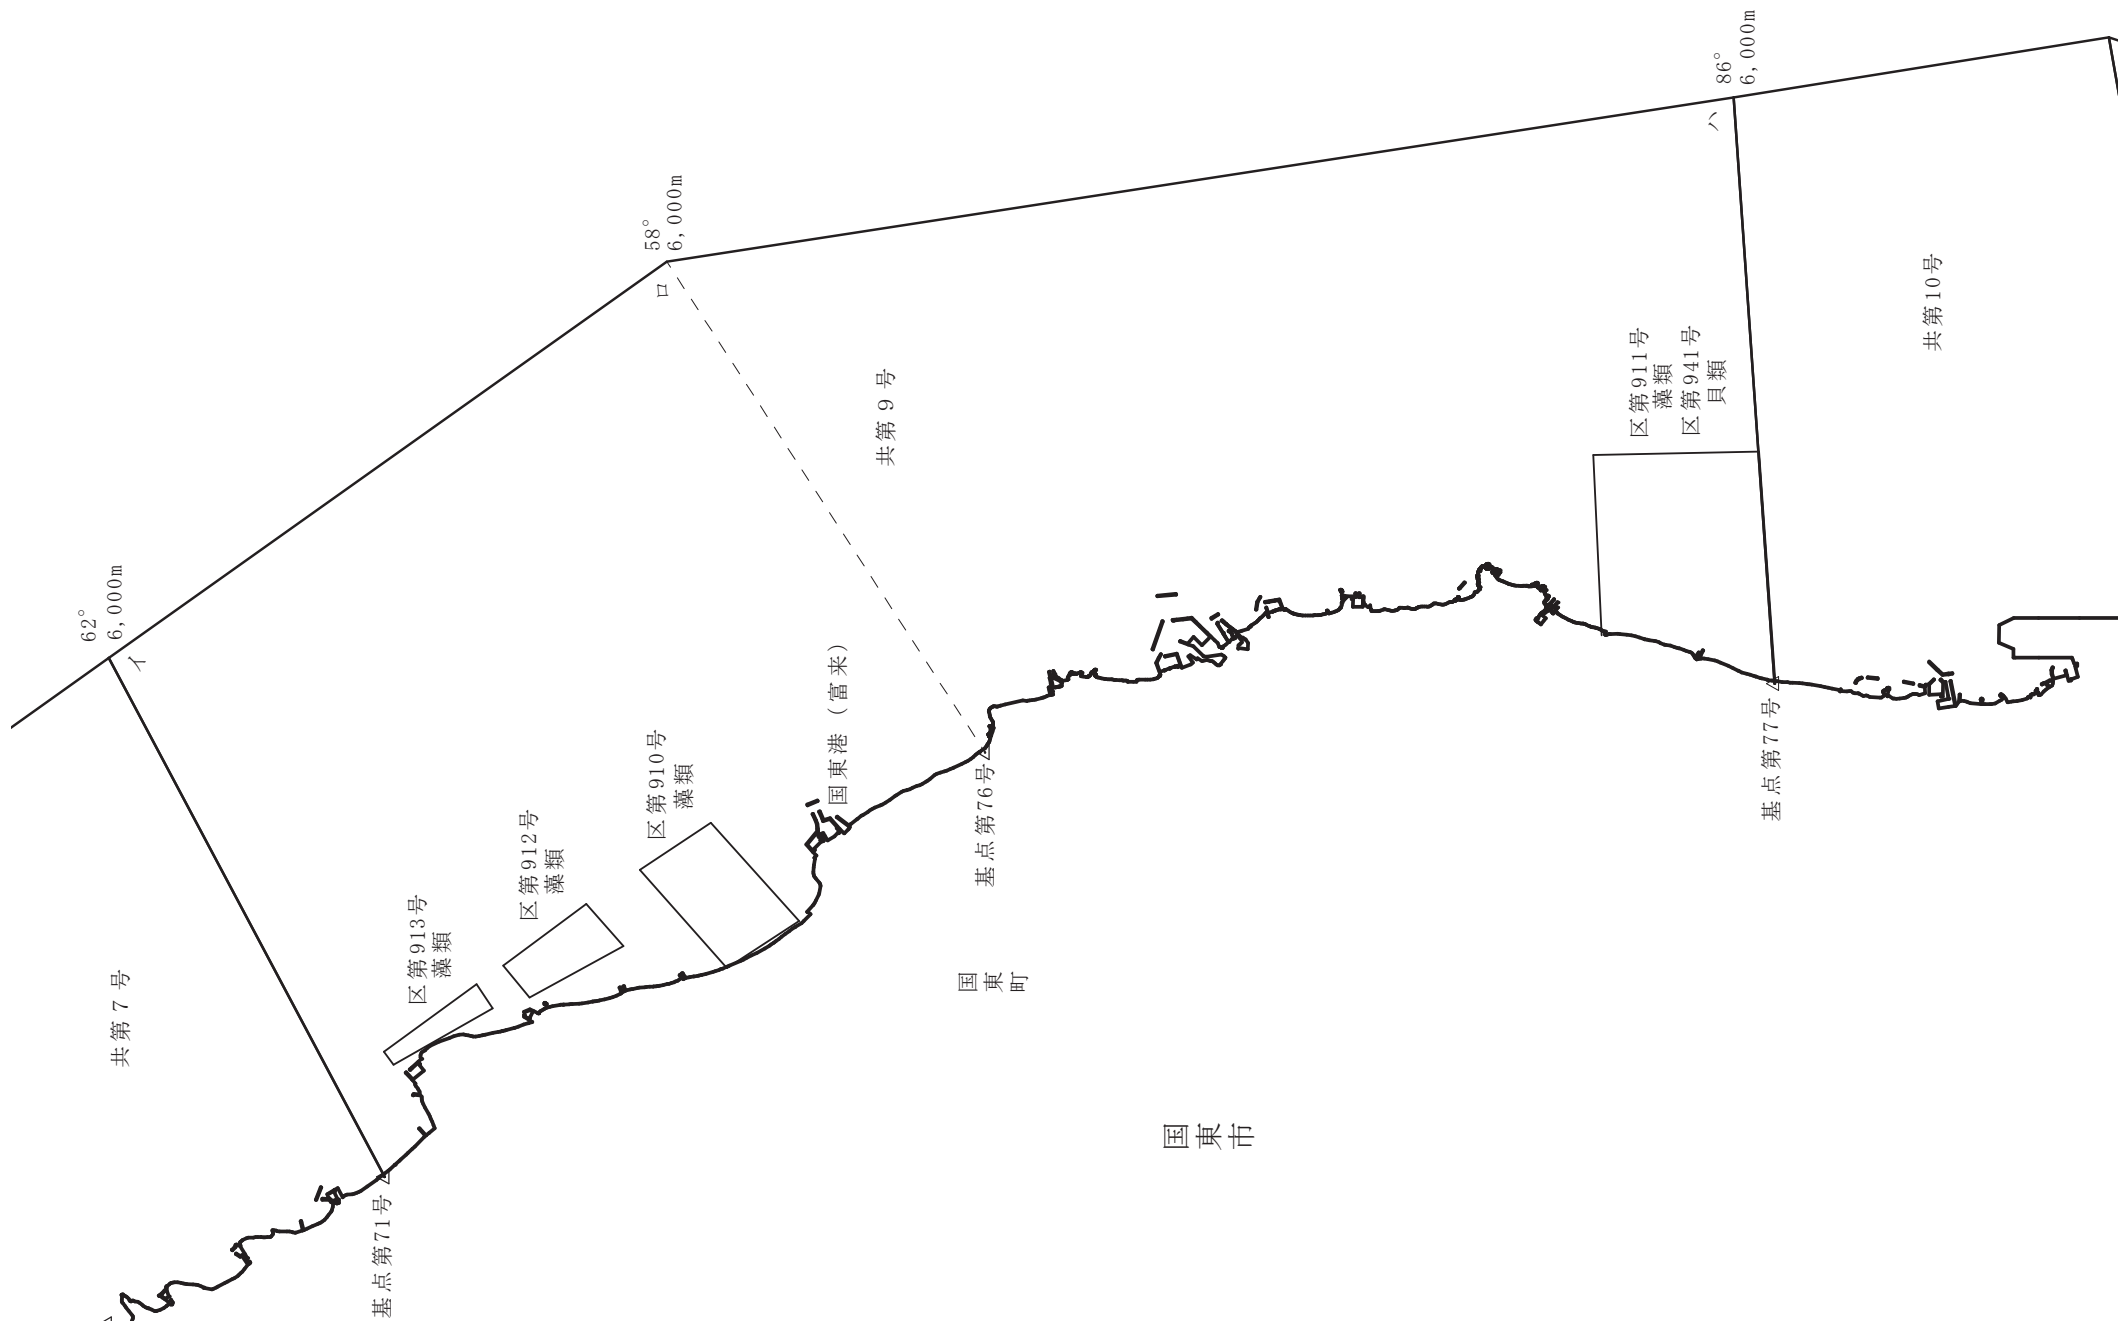 62°
6,000m
イ
58°
6,000m
ロ
86°
6,000m
ハ
共第7号
共第9号
共第10号
区第913号
藻類
区第912号
藻類
区第910号
藻類
区第911号
藻類
区第941号
貝類
国東港（富来）
基点第71号
基点第76号
基点第77号
国東町
国東市